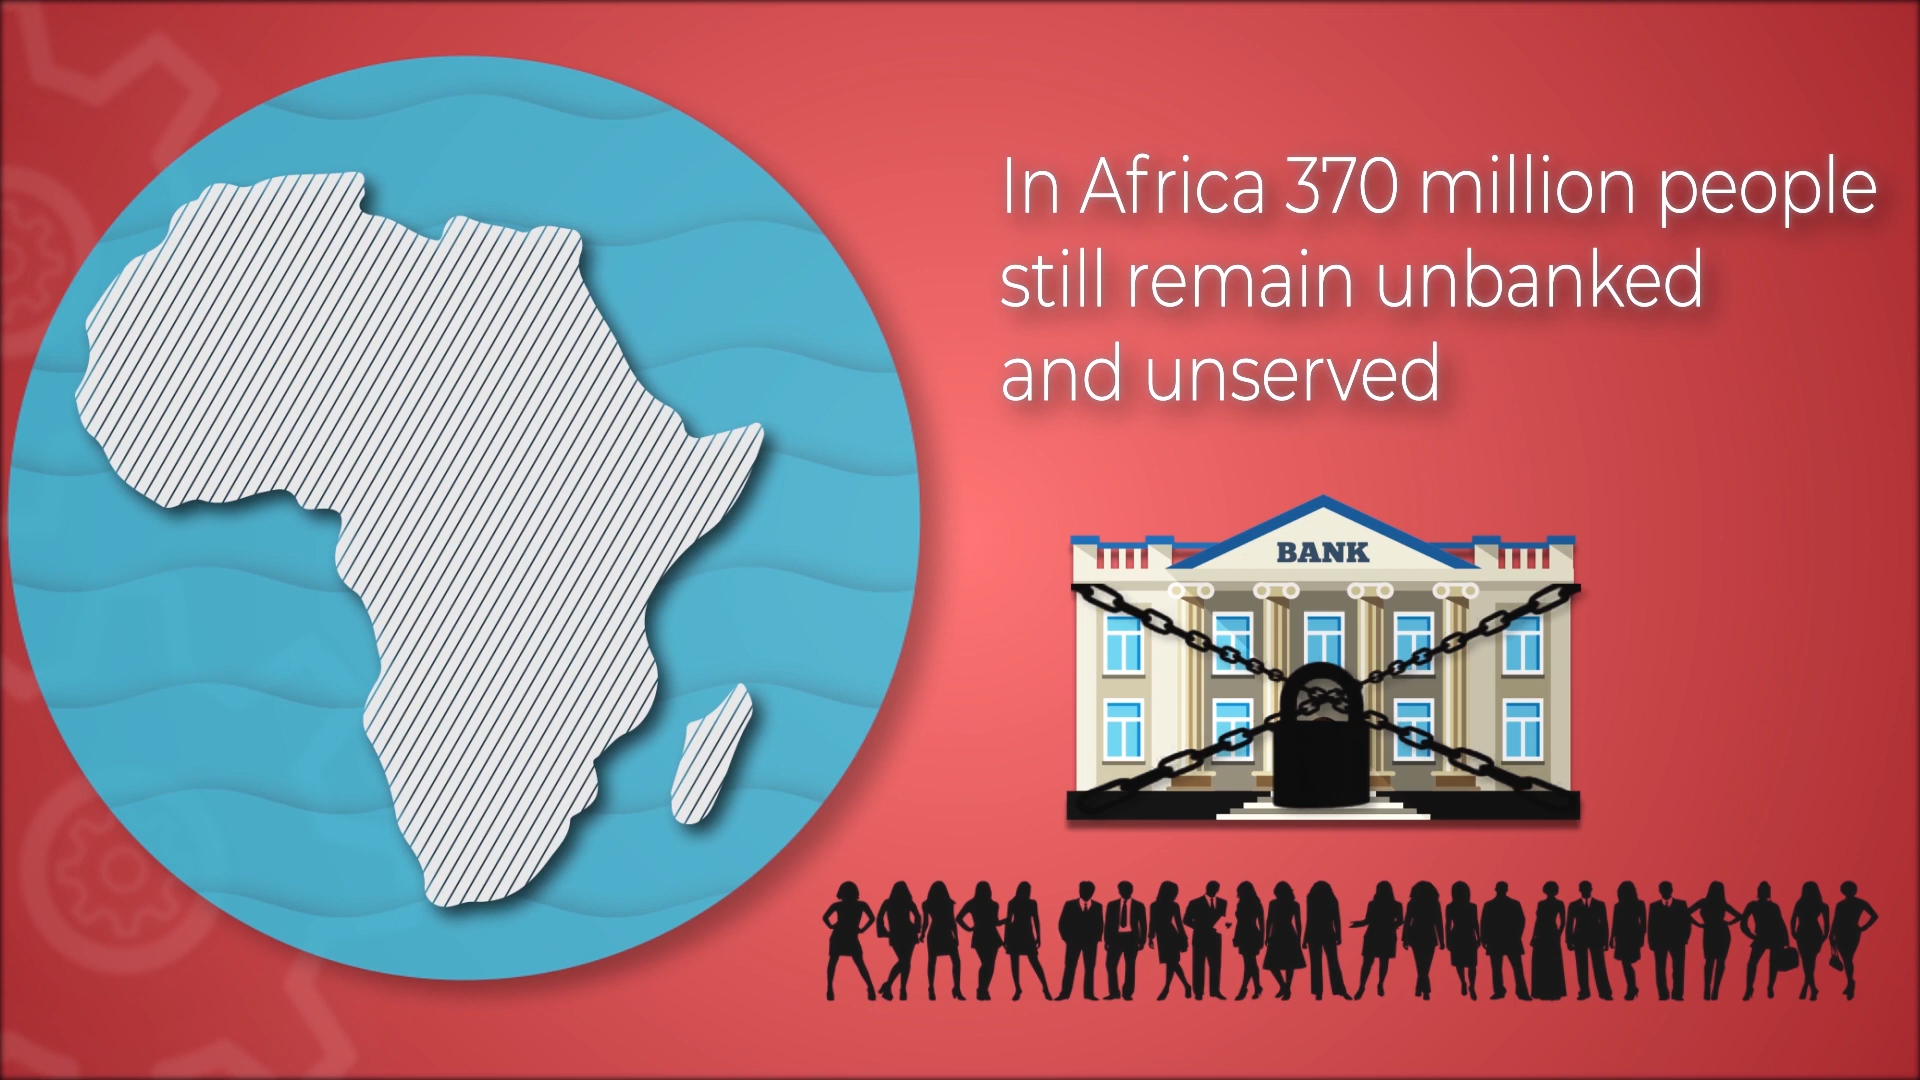 In Africa 370 million people
still remain unbanked
and unserved
BANK